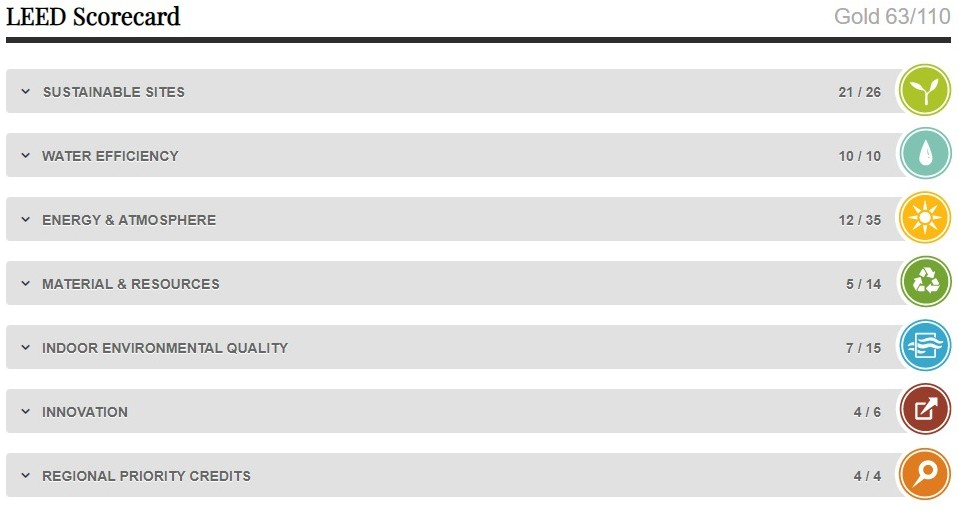 LEED Scorecard Gold 63/110
SUSTAINABLE SITES 21 / 26
WATER EFFICIENCY 10 / 10
ENERGY & ATMOSPHERE 12 / 35
MATERIAL & RESOURCES 5 / 14
INDOOR ENVIRONMENTAL QUALITY 7 / 15
INNOVATION 4 / 6
REGIONAL PRIORITY CREDITS 4 / 4